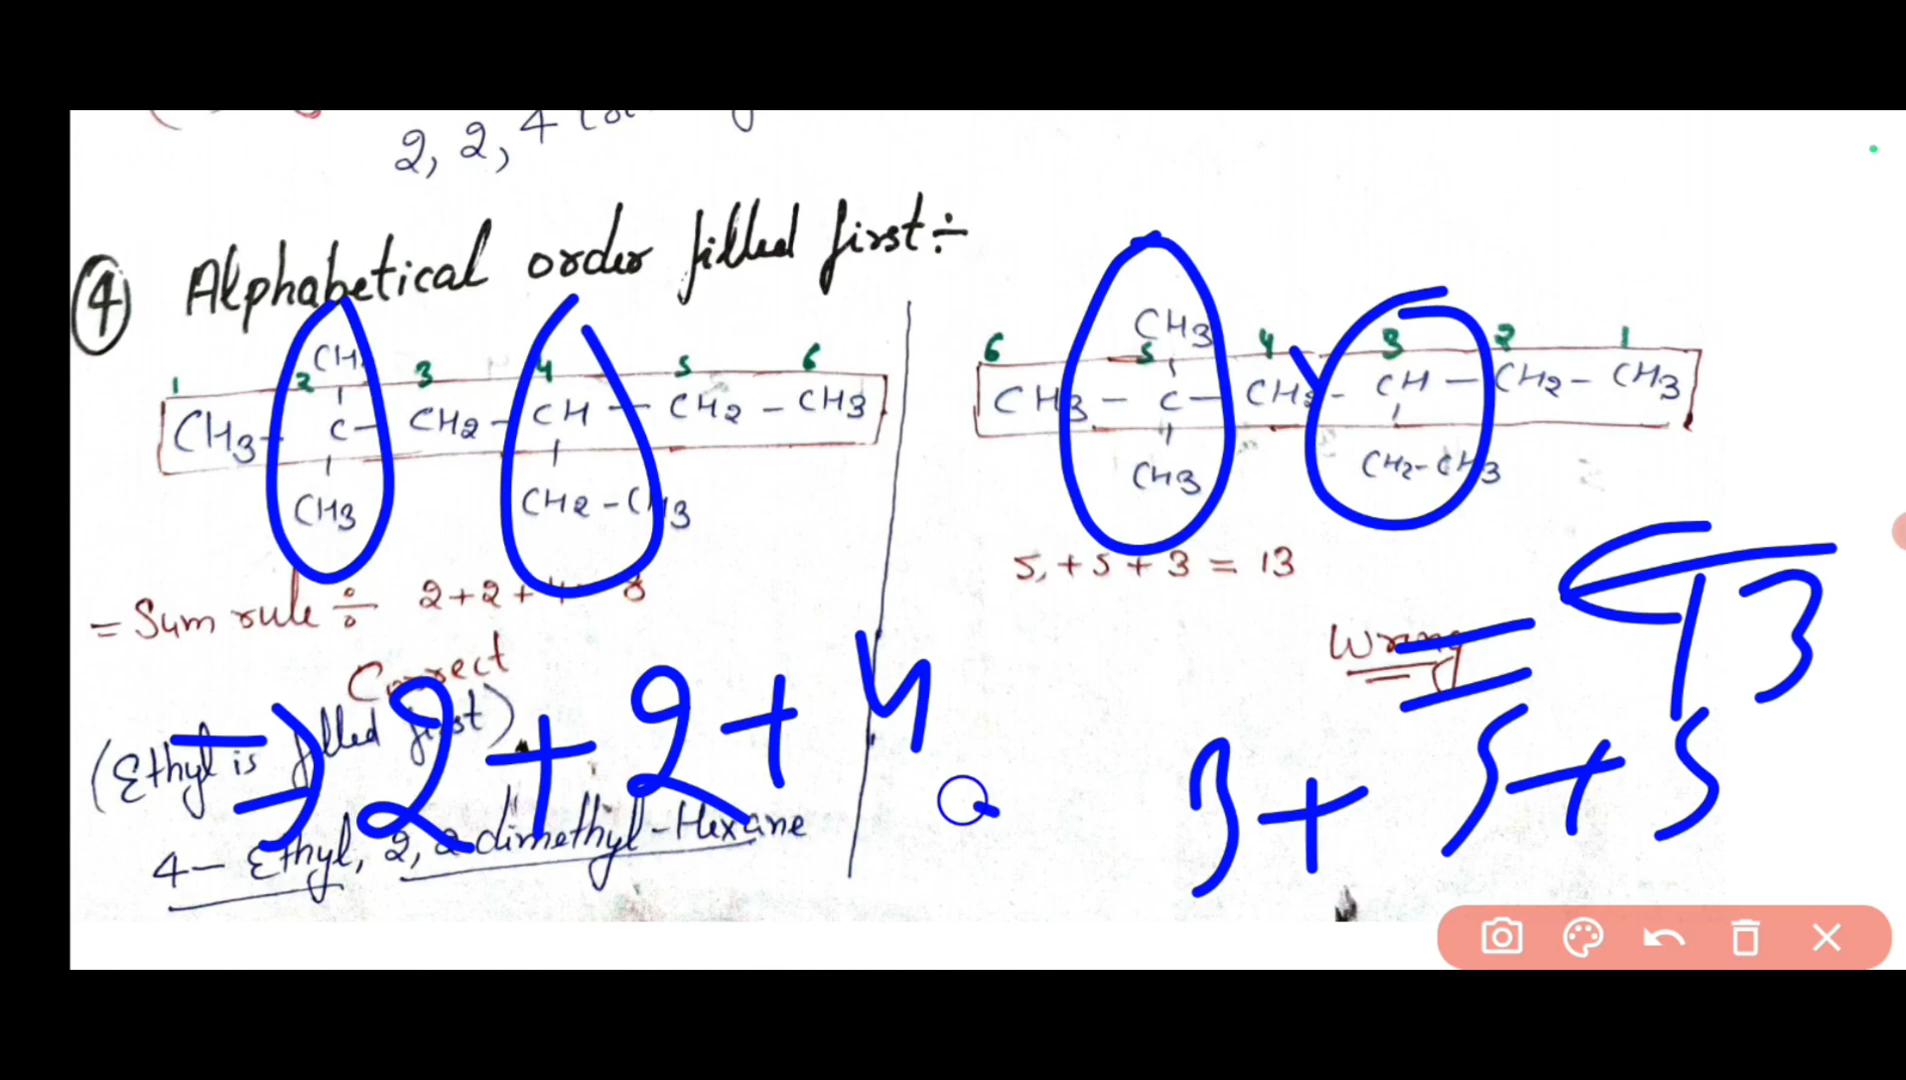 2, 2, 4
④ Alphabetical order filled first:-
CH3 CH3
1 2 3 4 5 6 6 5 4 3 2 1
CH3 - C - CH2 - CH - CH2 - CH3 CH3 - C - CH2 - CH - CH2 - CH3
CH3 CH2 - CH3 CH3 CH2 - CH3
5, + 5 + 3 = 13
= Sum rule ÷ 2 + 2 + 4 8
Wrong = 13
Correct
(Ethyl is filled first)
=) 2 + 2 + 4
3 + 5 + 5
4 - Ethyl, 2, 2 dimethyl - Hexane